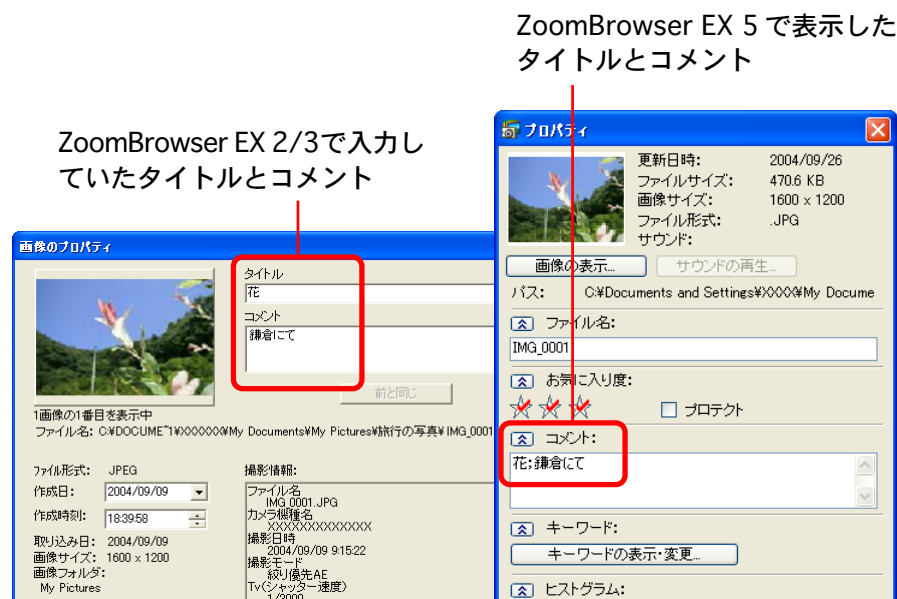 ZoomBrowser EX 5 で表示した
タイトルとコメント
ZoomBrowser EX 2/3で入力し
ていたタイトルとコメント
画像のプロパティ
タイトル
花
コメント
鎌倉にて
前と同じ
1画像の1番目を表示中
ファイル名: C:¥DOCUME~1¥XXXXXX¥My Documents¥My Pictures¥旅行の写真¥IMG_0001
ファイル形式: JPEG
作成日: 2004/09/09
作成時刻: 18:39:58
取り込み日: 2004/09/09
画像サイズ: 1600 x 1200
画像フォルダ:
My Pictures
撮影情報:
ファイル名
IMG_0001.JPG
カメラ機種名
XXXXXXXXXXXXX
撮影日時
2004/09/09 9:15:22
撮影モード
絞り優先AE
Tv(シャッター速度)
1/2000
プロパティ
更新日時: 2004/09/26
ファイルサイズ: 470.6 KB
画像サイズ: 1600 x 1200
ファイル形式: .JPG
サウンド:
画像の表示...
サウンドの再生...
パス: C:¥Documents and Settings¥XXXX¥My Docume
ファイル名:
IMG_0001
お気に入り度:
プロテクト
コメント:
花;鎌倉にて
キーワード:
キーワードの表示・変更...
ヒストグラム: